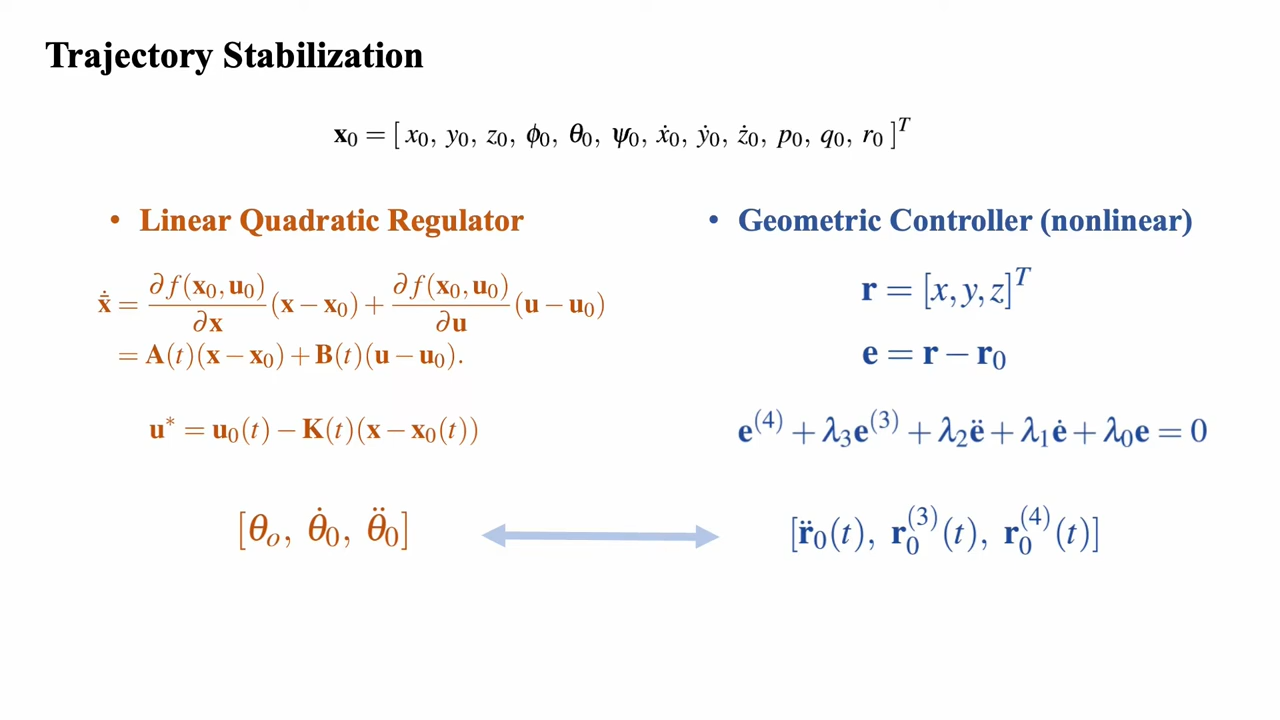 Trajectory Stabilization
𝐱₀ = [ x₀, y₀, z₀, ϕ₀, θ₀, ψ₀, ẋ₀, ẏ₀, ż₀, p₀, q₀, r₀ ]ᵀ
• Linear Quadratic Regulator
𝐱̄̇ = ∂f(𝐱₀,𝐮₀)/∂𝐱 (𝐱 − 𝐱₀) + ∂f(𝐱₀,𝐮₀)/∂𝐮 (𝐮 − 𝐮₀)
= 𝐀(t)(𝐱 − 𝐱₀) + 𝐁(t)(𝐮 − 𝐮₀).
𝐮* = 𝐮₀(t) − 𝐊(t)(𝐱 − 𝐱₀(t))
[θₒ, θ̇₀, θ̈₀]
• Geometric Controller (nonlinear)
𝐫 = [x, y, z]ᵀ
𝐞 = 𝐫 − 𝐫₀
𝐞⁽⁴⁾ + λ₃𝐞⁽³⁾ + λ₂𝐞̈ + λ₁𝐞̇ + λ₀𝐞 = 0
[𝐫̈₀(t), 𝐫₀⁽³⁾(t), 𝐫₀⁽⁴⁾(t)]